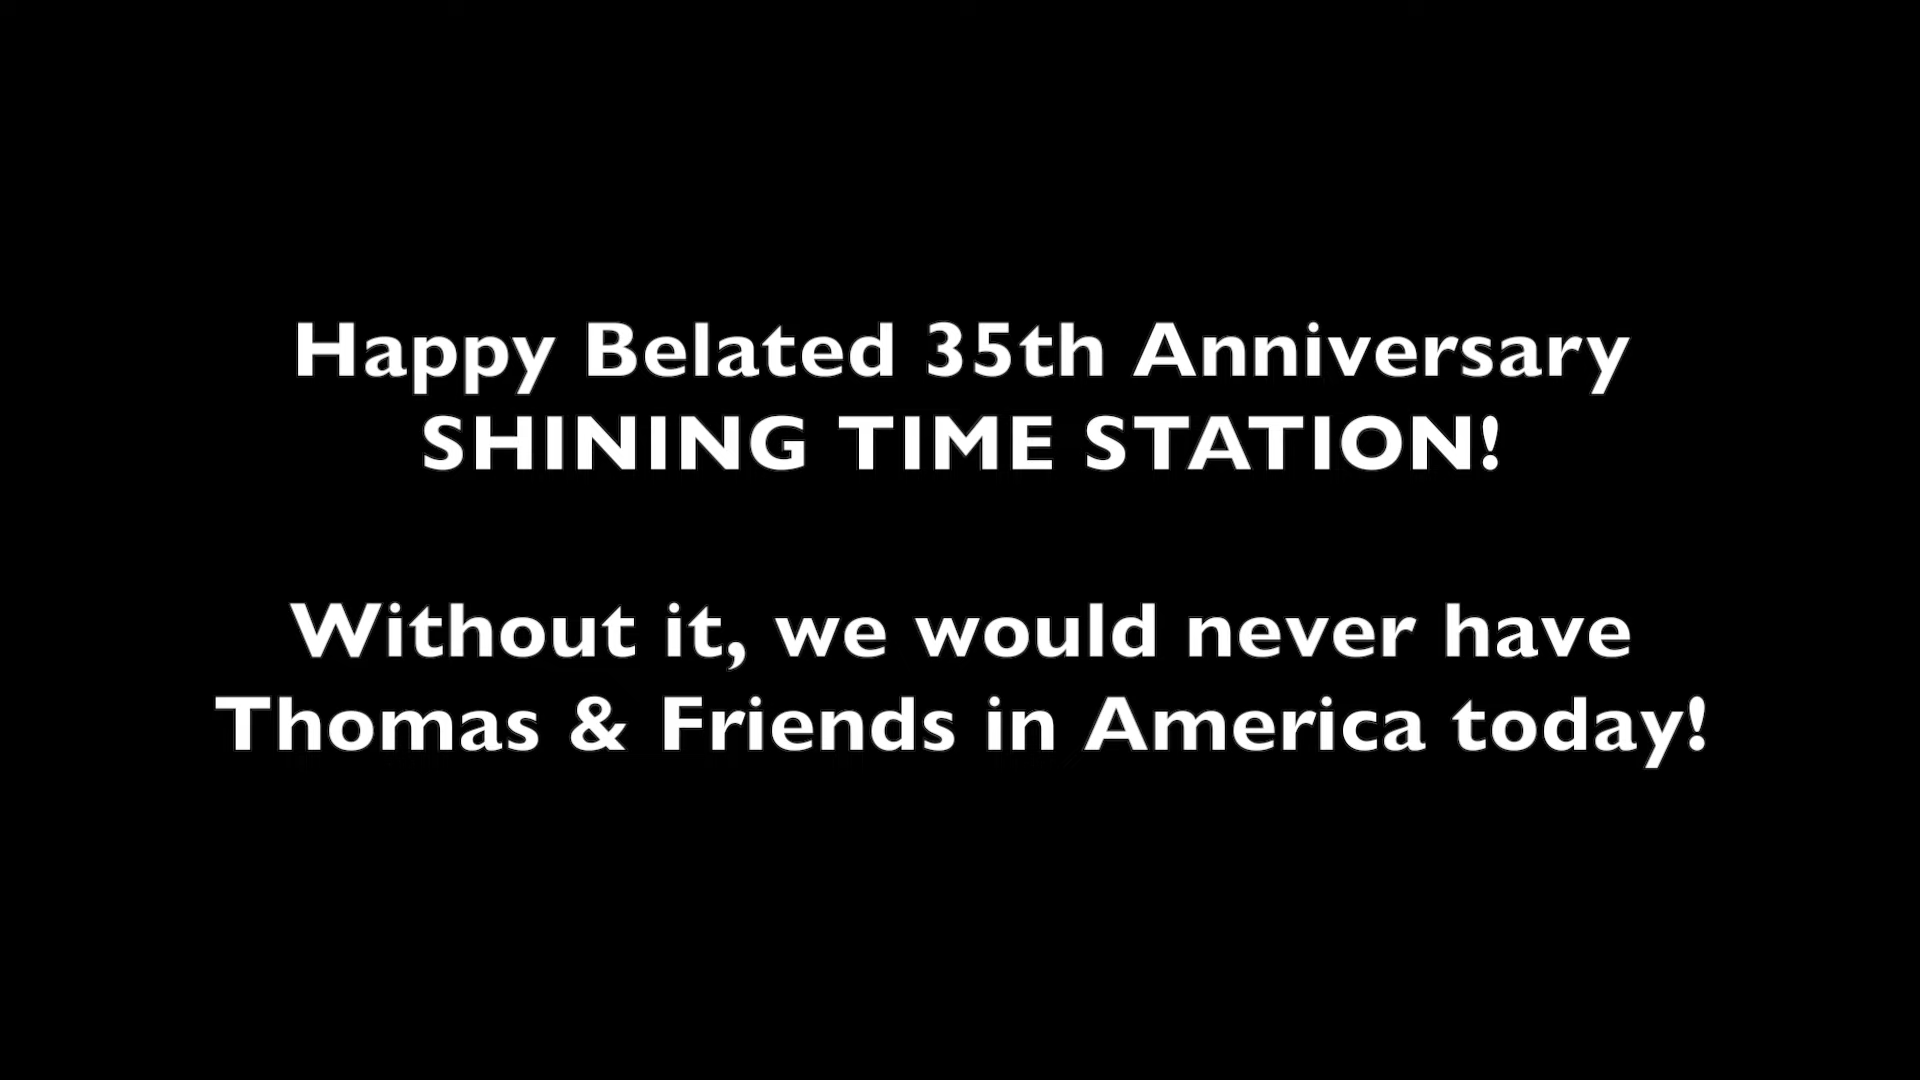 Happy Belated 35th Anniversary
SHINING TIME STATION!
Without it, we would never have
Thomas & Friends in America today!